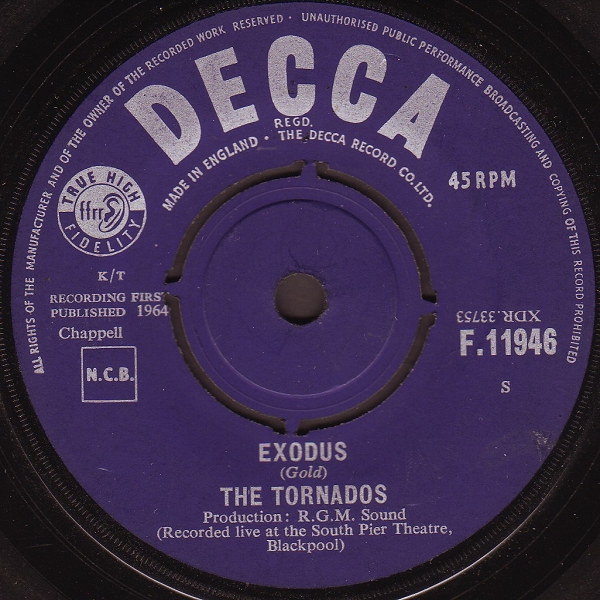 ALL RIGHTS OF THE MANUFACTURER AND OF THE OWNER OF THE RECORDED WORK RESERVED · UNAUTHORISED PUBLIC PERFORMANCE BROADCASTING AND COPYING OF THIS RECORD PROHIBITED
DECCA
REGD.
MADE IN ENGLAND · THE DECCA RECORD CO. LTD.
TRUE HIGH
ffrr
FIDELITY
45 RPM
K/T
RECORDING FIRST
PUBLISHED 1964
Chappell
N.C.B.
XDR.33753
F.11946
S
EXODUS
(Gold)
THE TORNADOS
Production: R.G.M. Sound
(Recorded live at the South Pier Theatre,
Blackpool)